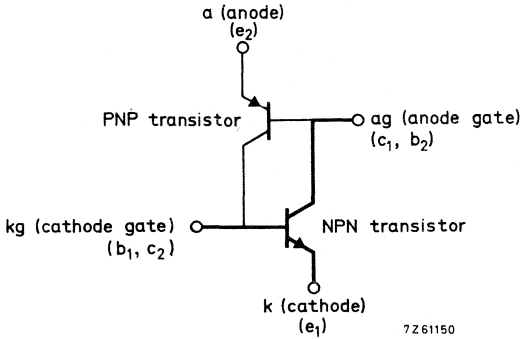 a (anode)
(e2)
PNP transistor
ag (anode gate)
(c1, b2)
kg (cathode gate)
(b1, c2)
NPN transistor
k (cathode)
(e1)
7Z61150